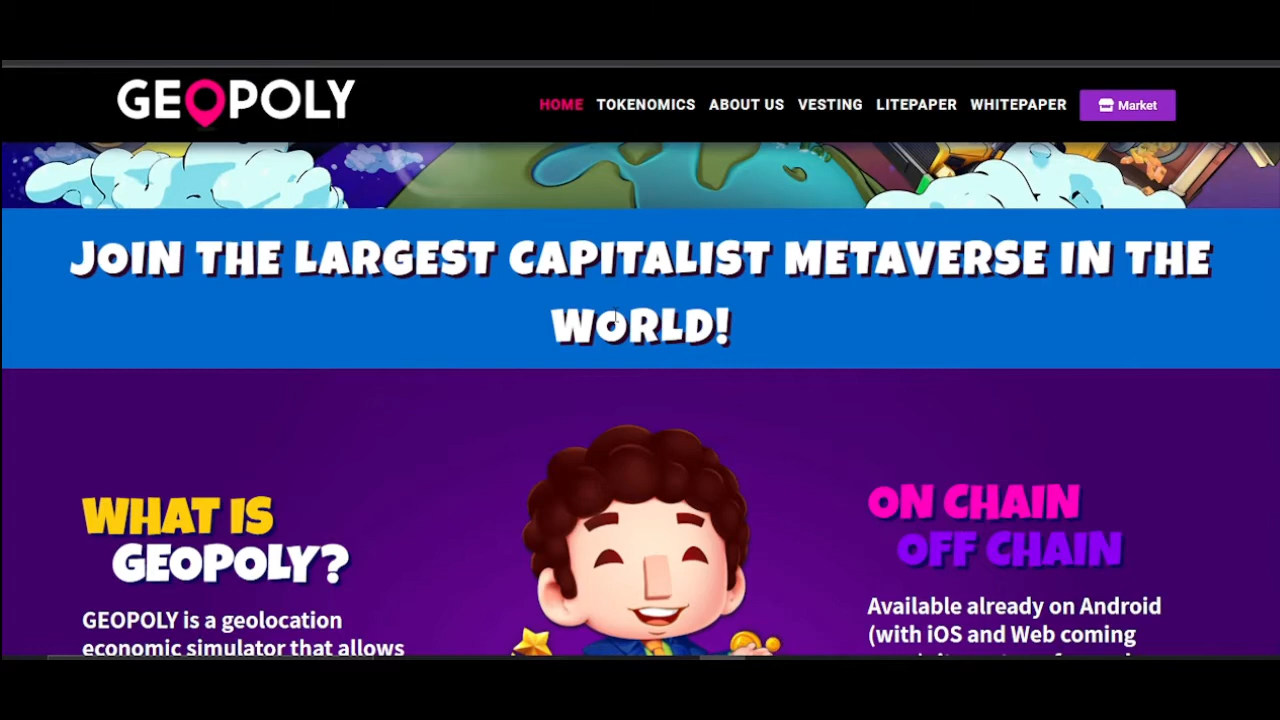 GEOPOLY
HOME TOKENOMICS ABOUT US VESTING LITEPAPER WHITEPAPER Market
JOIN THE LARGEST CAPITALIST METAVERSE IN THE
WORLD!
WHAT IS
GEOPOLY?
GEOPOLY is a geolocation
economic simulator that allows
ON CHAIN
OFF CHAIN
Available already on Android
(with iOS and Web coming